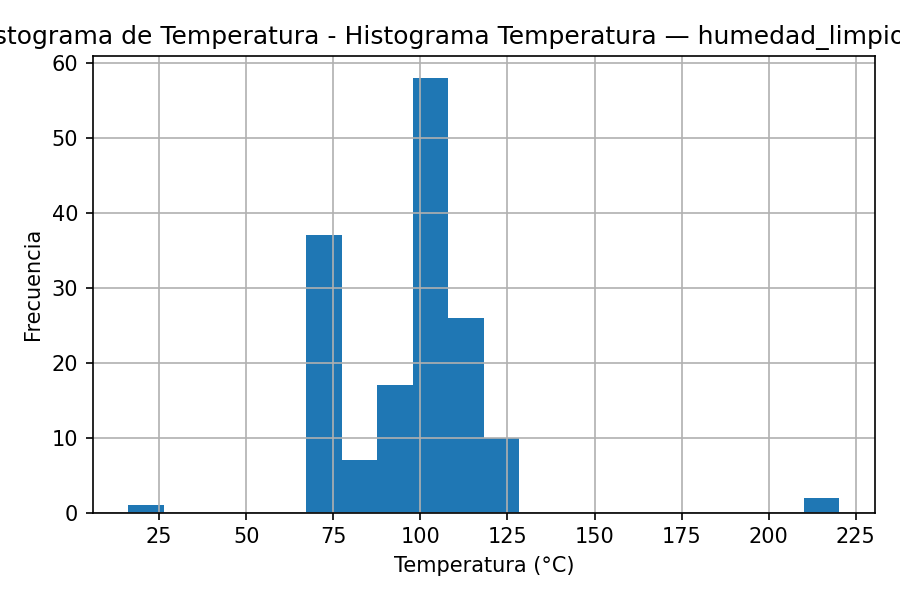 stograma de Temperatura - Histograma Temperatura — humedad_limpio
60
50
40
30
20
10
0
Frecuencia
25 50 75 100 125 150 175 200 225
Temperatura (°C)